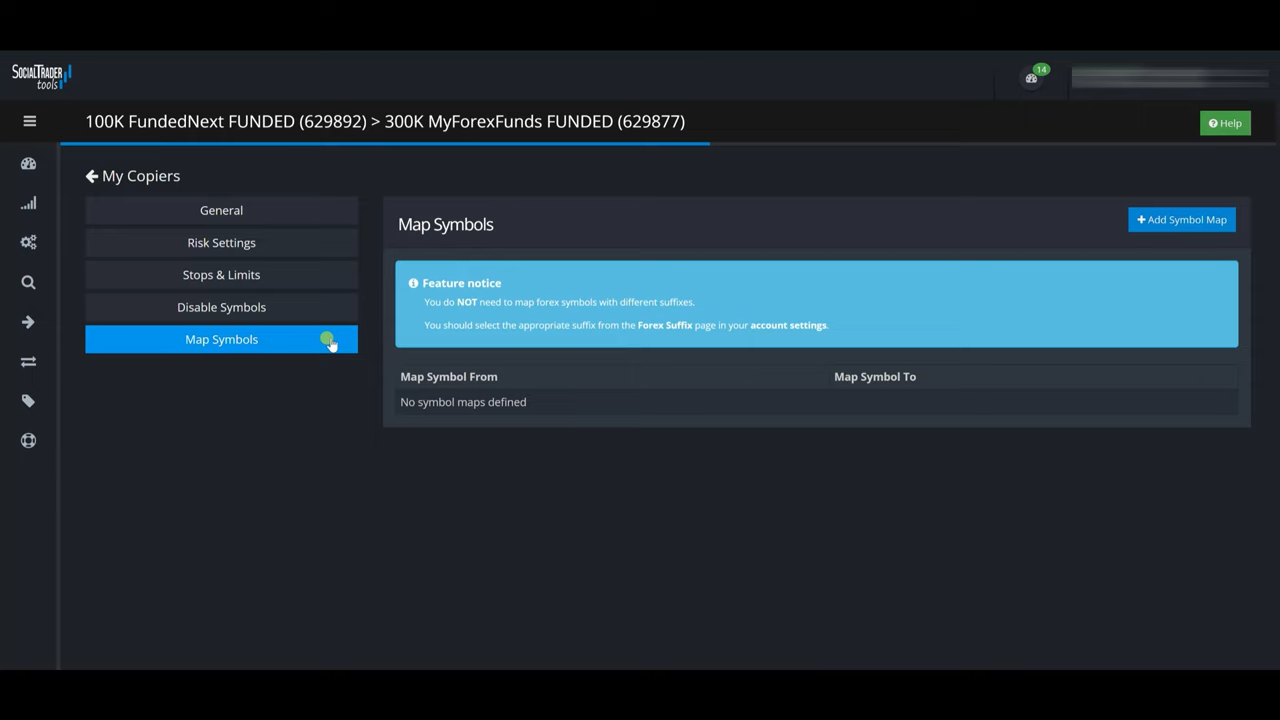 SOCIALTRADER
tools
14
100K FundedNext FUNDED (629892) > 300K MyForexFunds FUNDED (629877)
Help
My Copiers
General
Risk Settings
Stops & Limits
Disable Symbols
Map Symbols
Map Symbols
+ Add Symbol Map
Feature notice
You do NOT need to map forex symbols with different suffixes.
You should select the appropriate suffix from the Forex Suffix page in your account settings.
Map Symbol From Map Symbol To
No symbol maps defined